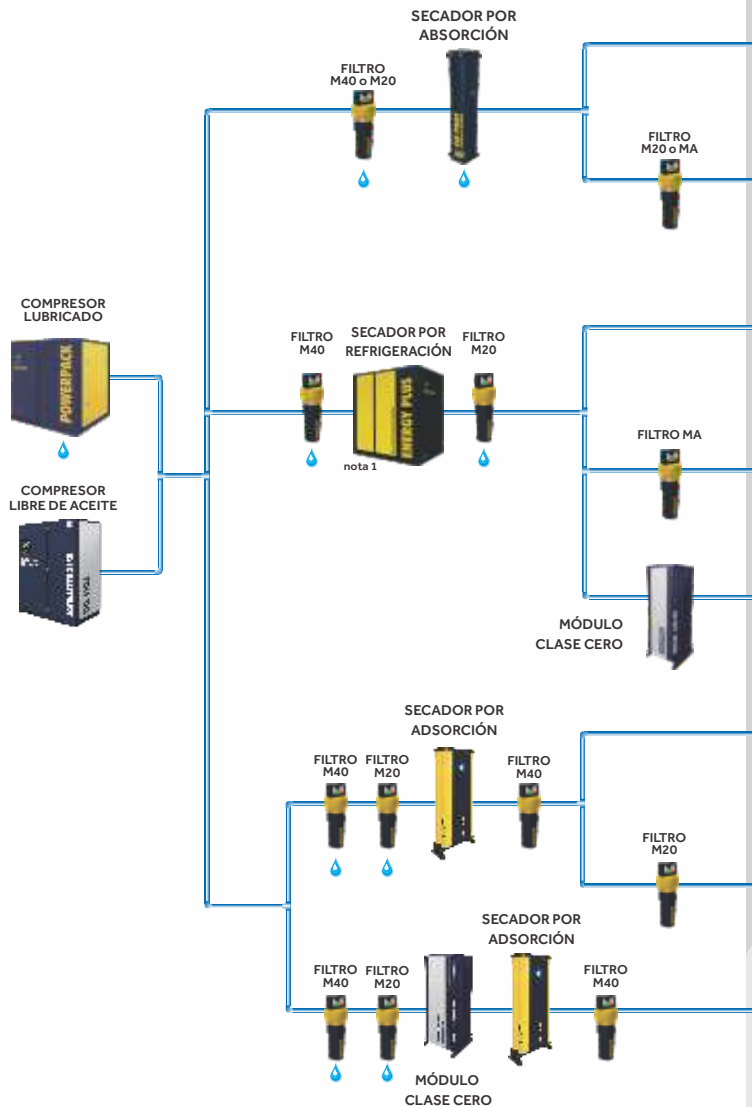 SECADOR POR
ABSORCIÓN
FILTRO
M40 o M20
FILTRO
M20 o MA
COMPRESOR
LUBRICADO
POWERPACK
COMPRESOR
LIBRE DE ACEITE
FILTRO
M40
SECADOR POR
REFRIGERACIÓN
ENERGY PLUS
nota 1
FILTRO
M20
FILTRO MA
MÓDULO
CLASE CERO
SECADOR POR
ADSORCIÓN
FILTRO
M40
FILTRO
M20
FILTRO
M40
FILTRO
M20
SECADOR POR
ADSORCIÓN
FILTRO
M40
FILTRO
M20
MÓDULO
CLASE CERO
FILTRO
M40